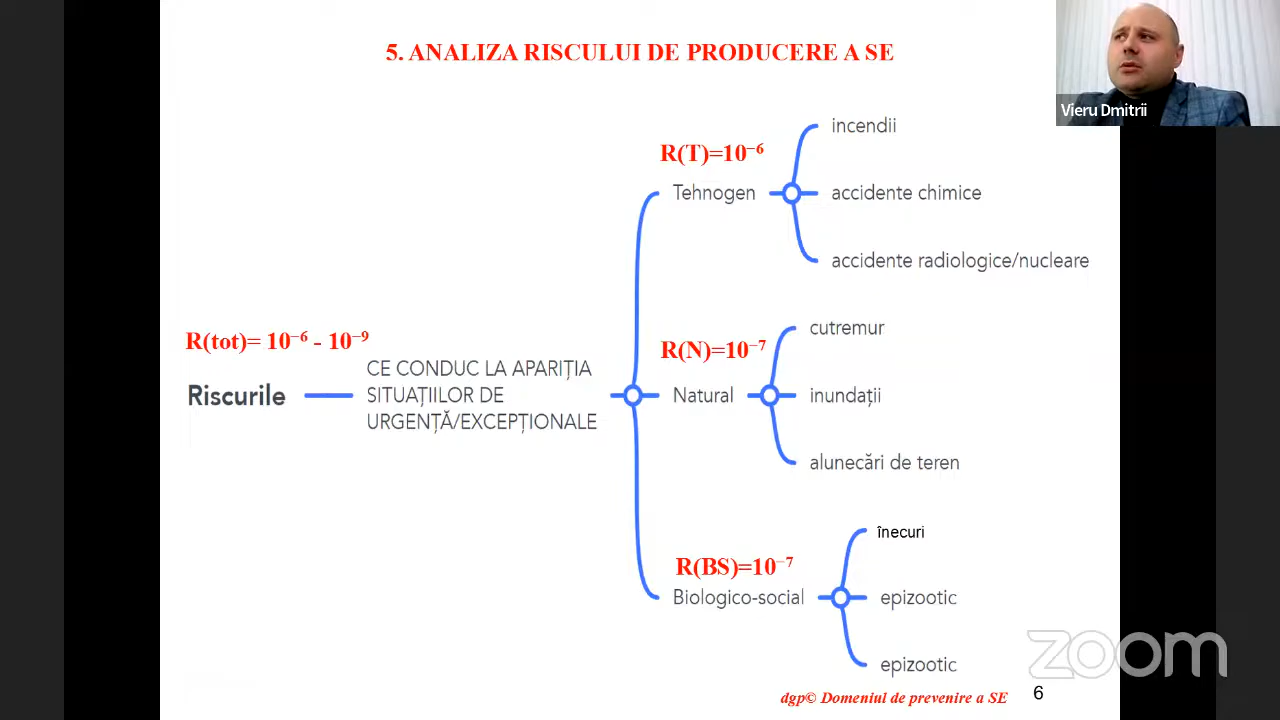 5. ANALIZA RISCULUI DE PRODUCERE A SE
Vieru Dmitrii
incendii
R(T)=10⁻⁶
Tehnogen
accidente chimice
accidente radiologice/nucleare
R(tot)= 10⁻⁶ - 10⁻⁹
Riscurile
CE CONDUC LA APARIȚIA
SITUAȚIILOR DE
URGENȚĂ/EXCEPȚIONALE
cutremur
R(N)=10⁻⁷
Natural
inundații
alunecări de teren
înecuri
R(BS)=10⁻⁷
Biologico-social
epizootic
epizootic
zoom
dgp© Domeniul de prevenire a SE
6